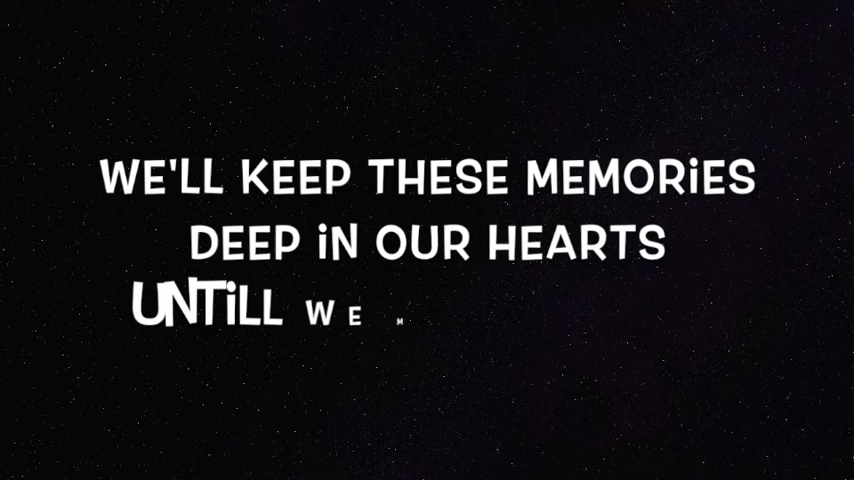 WE'LL KEEP THESE MEMORiES
DEEP iN OUR HEARTS
UNTiLL WE M